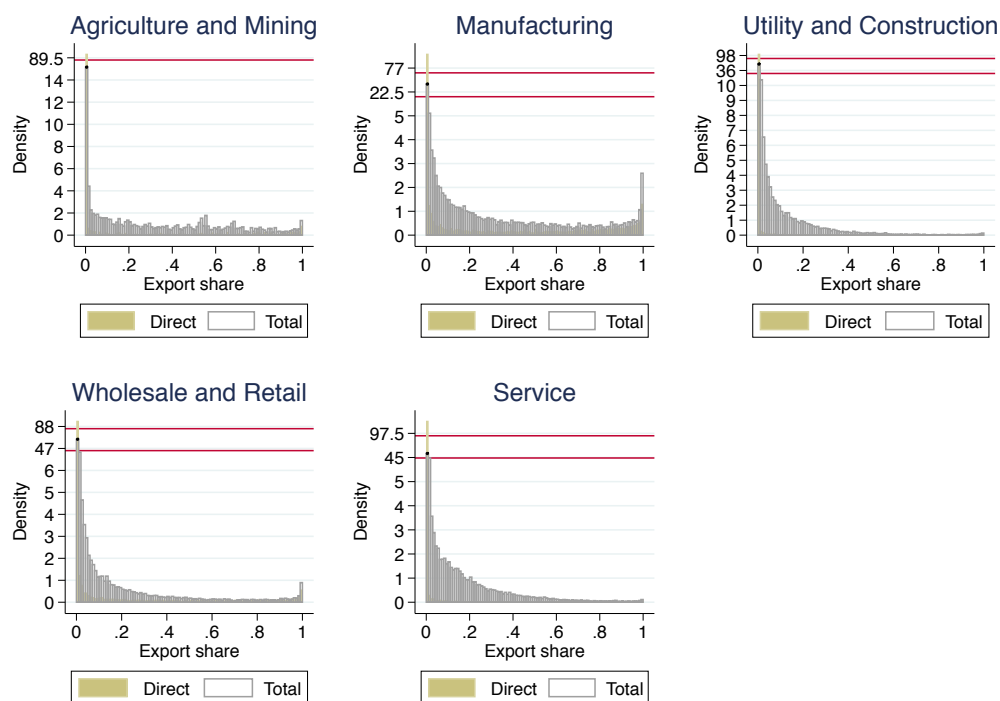 Agriculture and Mining
Density
89.5
14
12
10
8
6
4
2
0
0 .2 .4 .6 .8 1
Export share
Direct Total
Manufacturing
Density
77
22.5
5
4
3
2
1
0
0 .2 .4 .6 .8 1
Export share
Direct Total
Utility and Construction
Density
98
36
10
9
8
7
6
5
4
3
2
1
0
0 .2 .4 .6 .8 1
Export share
Direct Total
Wholesale and Retail
Density
88
47
6
5
4
3
2
1
0
0 .2 .4 .6 .8 1
Export share
Direct Total
Service
Density
97.5
45
5
4
3
2
1
0
0 .2 .4 .6 .8 1
Export share
Direct Total